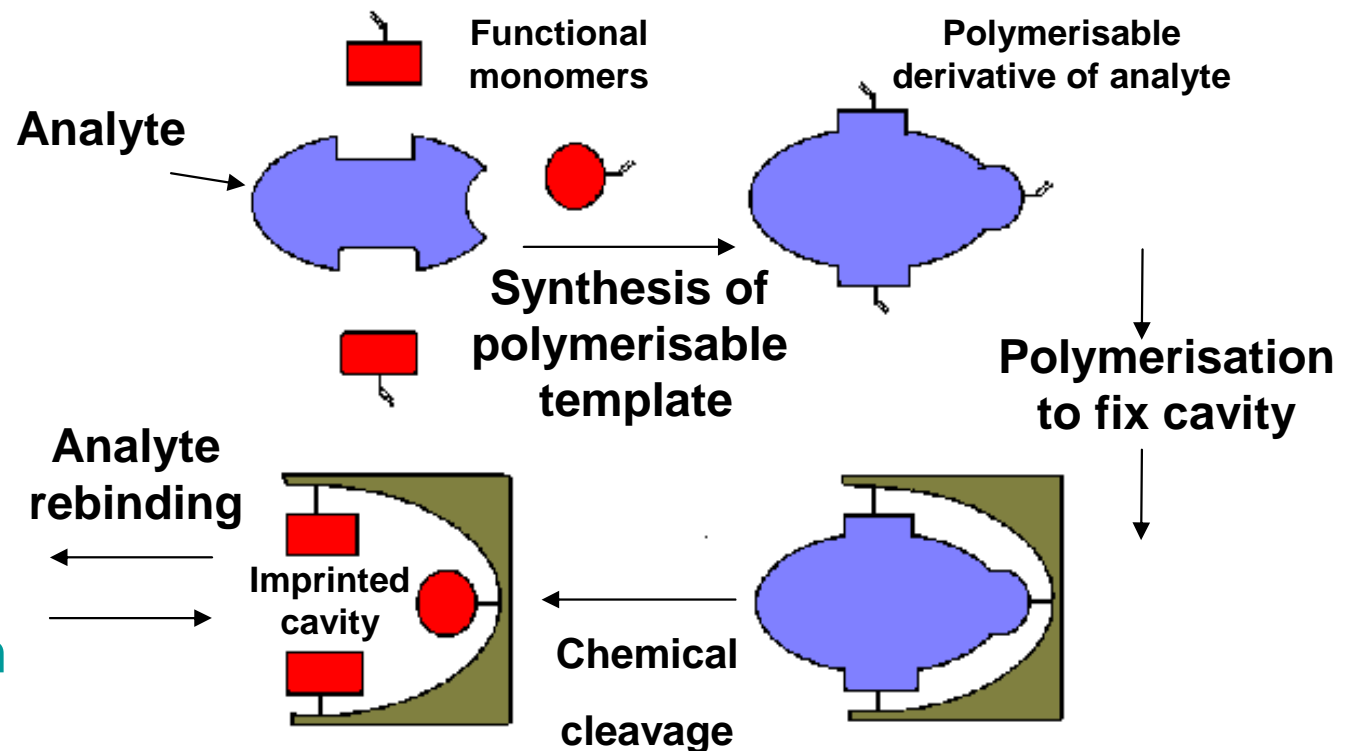 Functional
monomers
Polymerisable
derivative of analyte
Analyte
Synthesis of
polymerisable
template
Polymerisation
to fix cavity
Analyte
rebinding
Imprinted
cavity
Chemical
cleavage